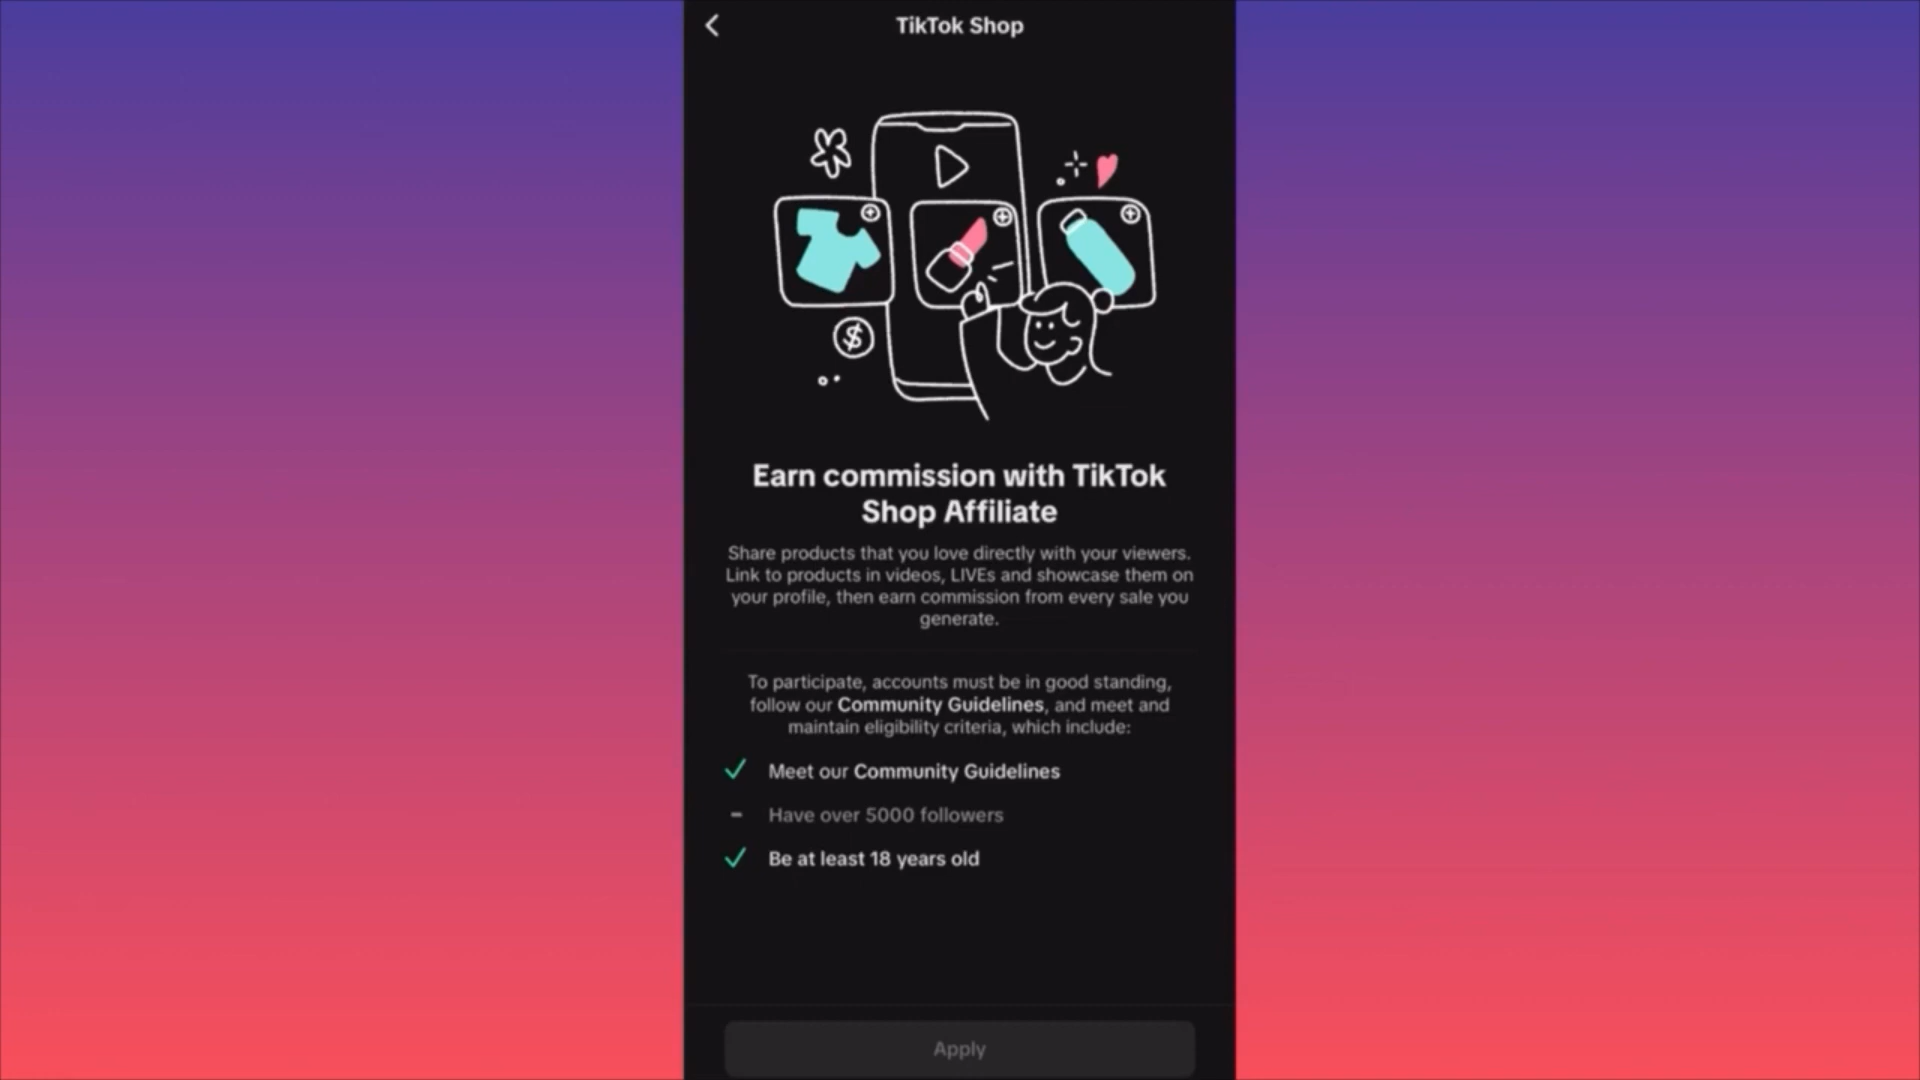 TikTok Shop
$
Earn commission with TikTok
Shop Affiliate
Share products that you love directly with your viewers.
Link to products in videos, LIVEs and showcase them on
your profile, then earn commission from every sale you
generate.
To participate, accounts must be in good standing,
follow our Community Guidelines, and meet and
maintain eligibility criteria, which include:
Meet our Community Guidelines
Have over 5000 followers
Be at least 18 years old
Apply